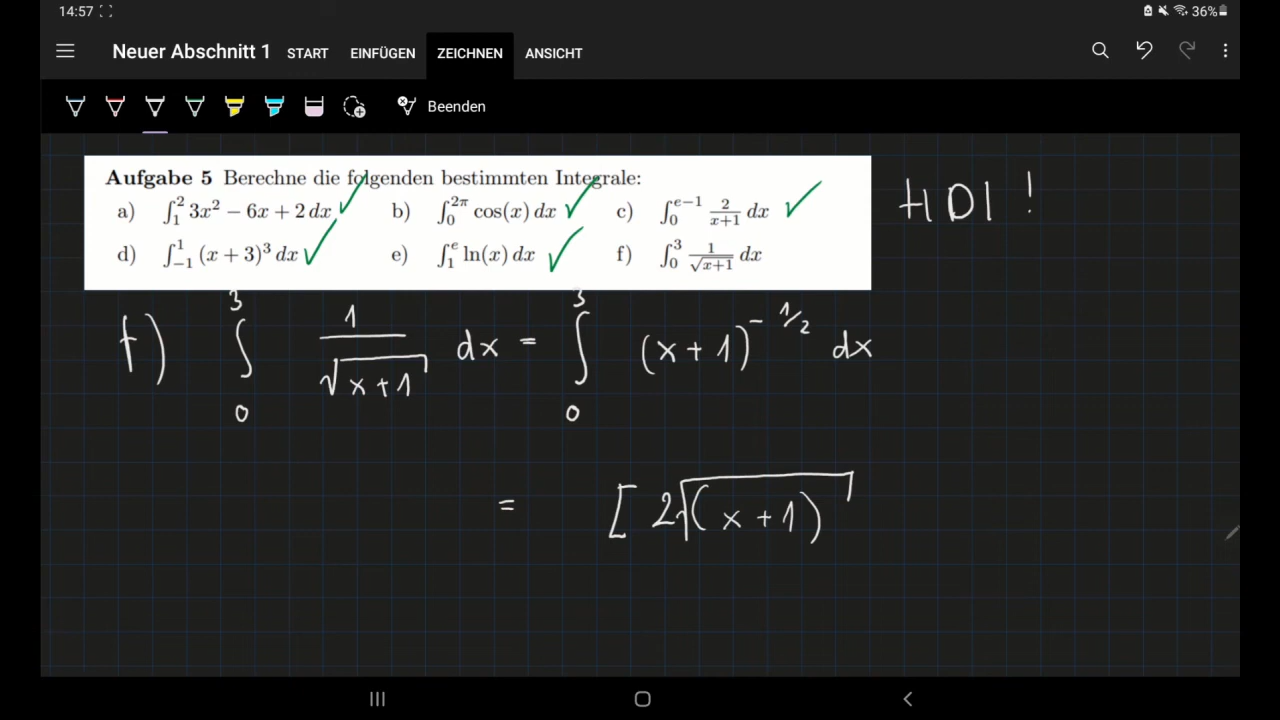 14:57 36%
Neuer Abschnitt 1 START EINFÜGEN ZEICHNEN ANSICHT
Beenden
Aufgabe 5 Berechne die folgenden bestimmten Integrale:
a) ∫₁² 3x² − 6x + 2 dx b) ∫₀^{2π} cos(x) dx c) ∫₀^{e−1} 2/(x+1) dx
d) ∫₋₁¹ (x + 3)³ dx e) ∫₁^e ln(x) dx f) ∫₀³ 1/√(x+1) dx
HDI !
f) ∫₀³ 1/√(x+1) dx = ∫₀³ (x+1)^{-1/2} dx
= [ 2√(x+1)